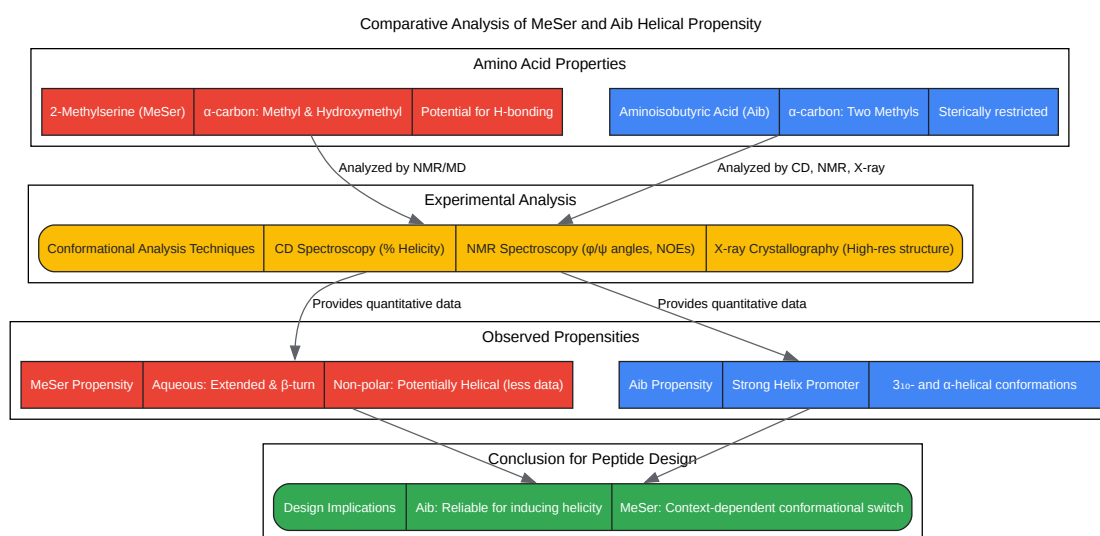 Comparative Analysis of MeSer and Aib Helical Propensity
Amino Acid Properties
2-Methylserine (MeSer)
α-carbon: Methyl & Hydroxymethyl
Potential for H-bonding
Aminoisobutyric Acid (Aib)
α-carbon: Two Methyls
Sterically restricted
Analyzed by NMR/MD
Analyzed by CD, NMR, X-ray
Experimental Analysis
Conformational Analysis Techniques
CD Spectroscopy (% Helicity)
NMR Spectroscopy (φ/ψ angles, NOEs)
X-ray Crystallography (High-res structure)
Provides quantitative data
Provides quantitative data
Observed Propensities
MeSer Propensity
Aqueous: Extended & β-turn
Non-polar: Potentially Helical (less data)
Aib Propensity
Strong Helix Promoter
3₁₀- and α-helical conformations
Conclusion for Peptide Design
Design Implications
Aib: Reliable for inducing helicity
MeSer: Context-dependent conformational switch